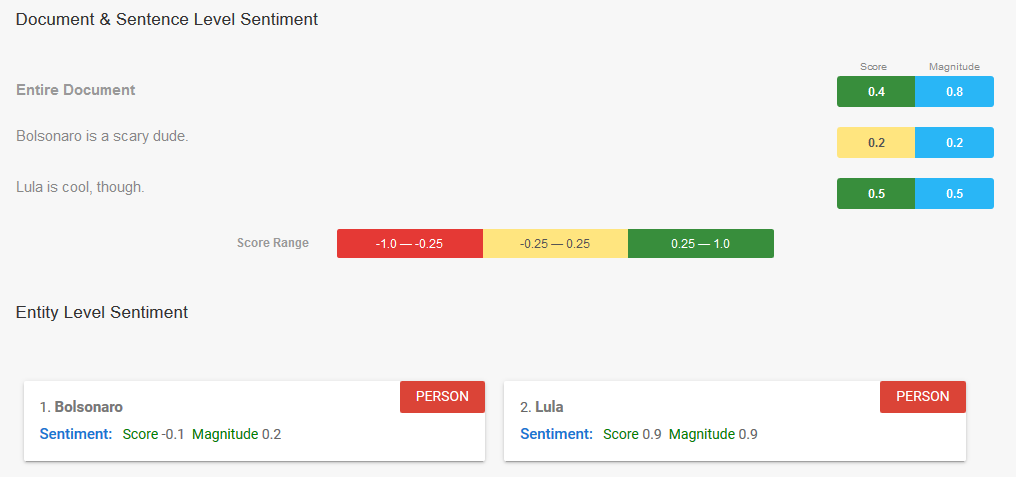 Document & Sentence Level Sentiment
Score Magnitude
Entire Document 0.4 0.8
Bolsonaro is a scary dude. 0.2 0.2
Lula is cool, though. 0.5 0.5
Score Range -1.0 — -0.25 -0.25 — 0.25 0.25 — 1.0
Entity Level Sentiment
1. Bolsonaro PERSON
Sentiment: Score -0.1 Magnitude 0.2
2. Lula PERSON
Sentiment: Score 0.9 Magnitude 0.9